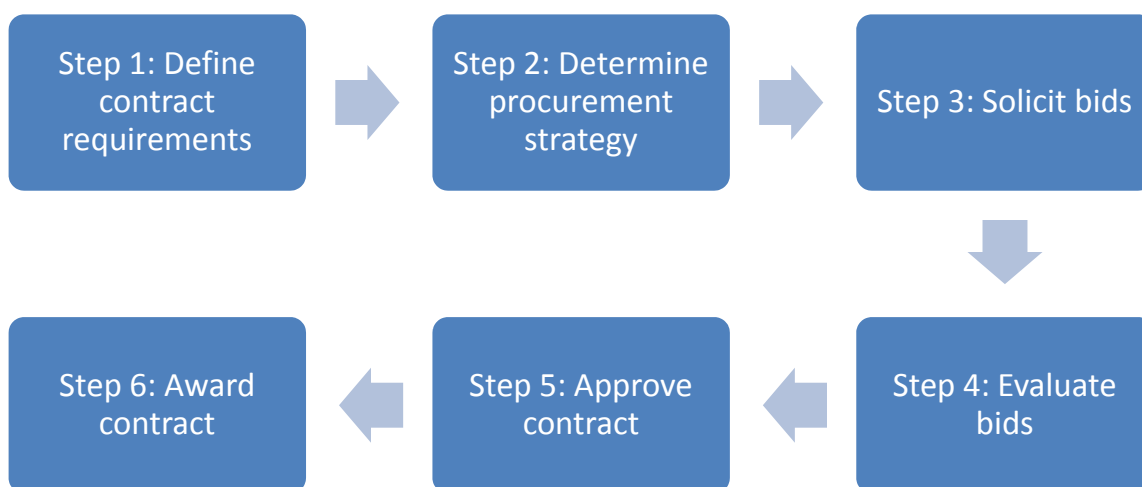 Step 1: Define
contract
requirements
Step 2: Determine
procurement
strategy
Step 3: Solicit bids
Step 4: Evaluate
bids
Step 5: Approve
contract
Step 6: Award
contract